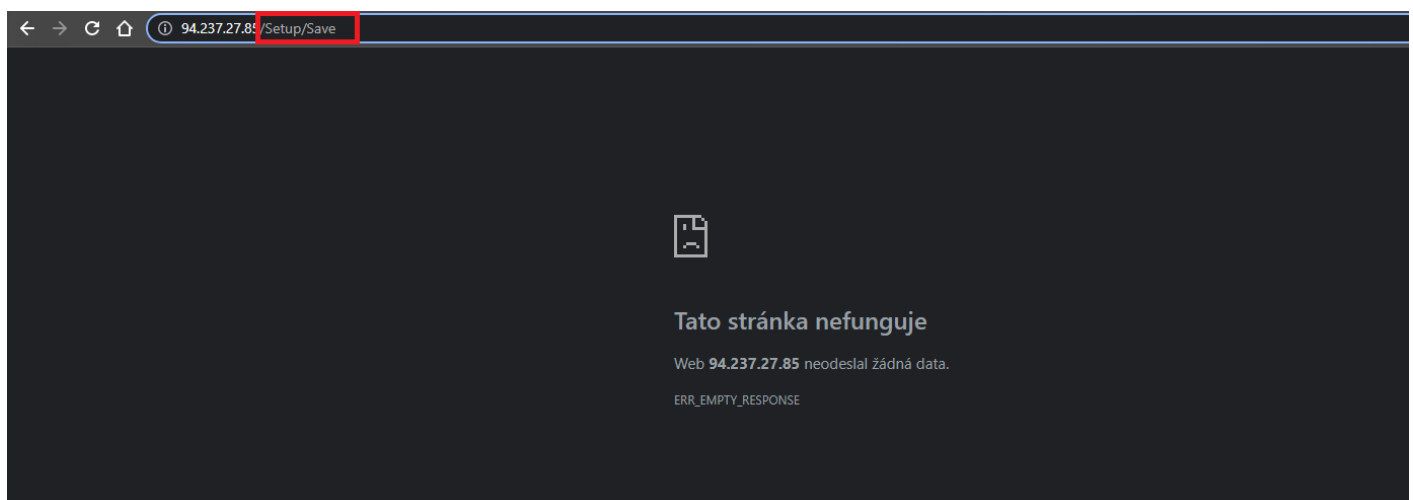 94.237.27.85/Setup/Save
Tato stránka nefunguje
Web 94.237.27.85 neodeslal žádná data.
ERR_EMPTY_RESPONSE